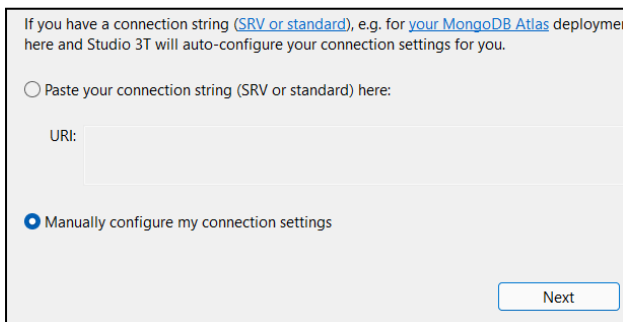 If you have a connection string (SRV or standard), e.g. for your MongoDB Atlas
here and Studio 3T will auto-configure your connection settings for you.
Paste your connection string (SRV or standard) here:
URI:
Manually configure my connection settings
Next